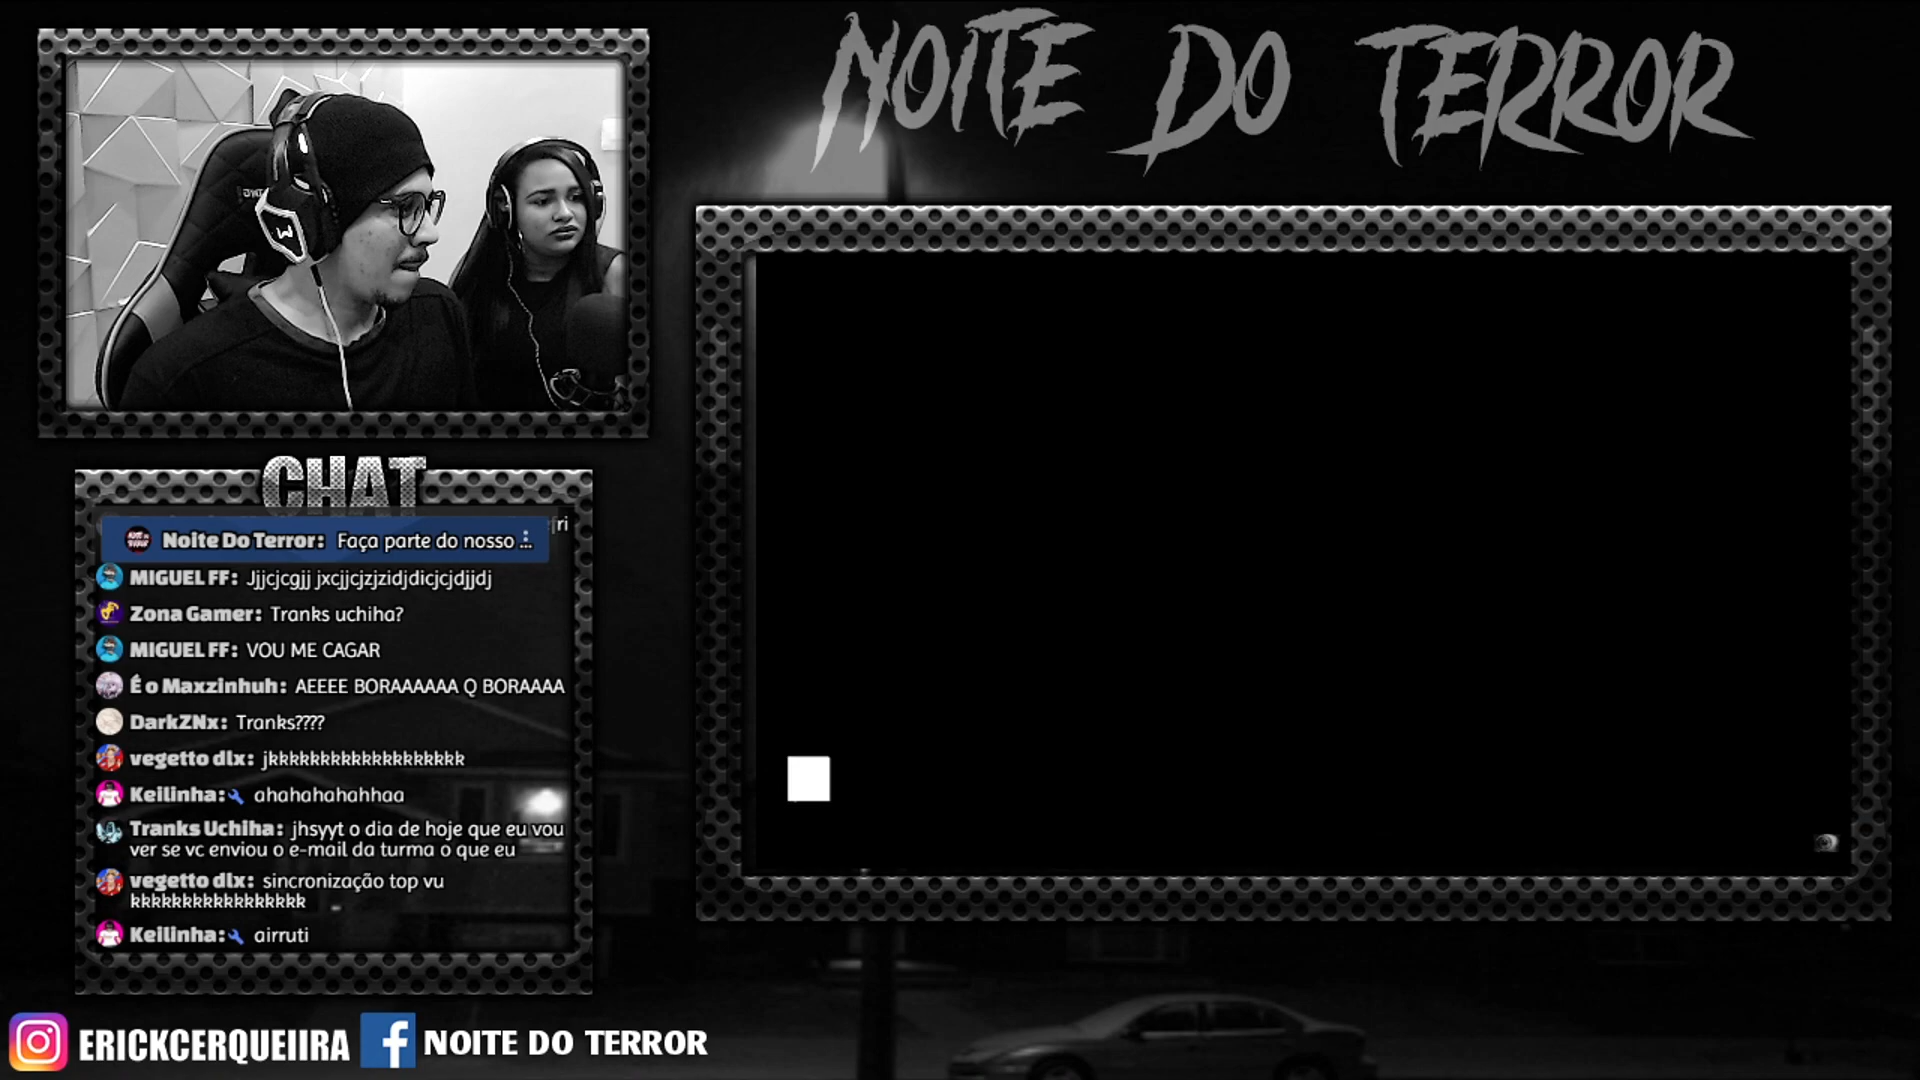 NOITE DO TERROR
CHAT
fri
Noite Do Terror: Faça parte do nosso ...
MIGUEL FF: Jjjcjcgjj jxcjjcjzjzidjdicjcjdjjdj
Zona Gamer: Tranks uchiha?
MIGUEL FF: VOU ME CAGAR
É o Maxzinhuh: AEEEE BORAAAAAA Q BORAAAA
DarkZNx: Tranks????
vegetto dlx: jkkkkkkkkkkkkkkkkkkk
Keilinha: ahahahahahhaa
Tranks Uchiha: jhsyyt o dia de hoje que eu vou
ver se vc enviou o e-mail da turma o que eu
vegetto dlx: sincronização top vu
kkkkkkkkkkkkkkkkk
Keilinha: airruti
ERICKCERQUEIIRA
NOITE DO TERROR